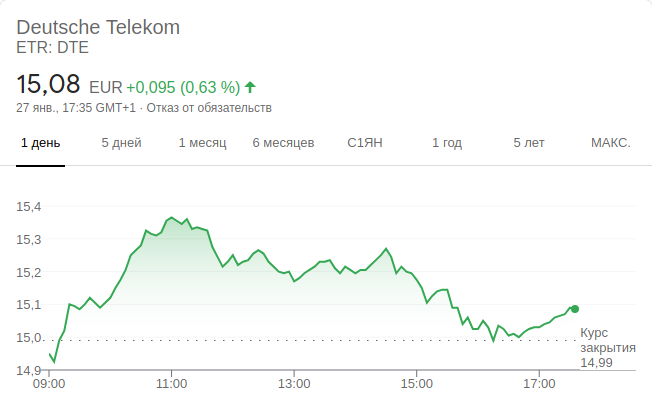 Deutsche Telekom
ETR: DTE
15,08 EUR +0,095 (0,63 %)
27 янв., 17:35 GMT+1 · Отказ от обязательств
1 день 5 дней 1 месяц 6 месяцев С1ЯН 1 год 5 лет МАКС.
15,4
15,3
15,2
15,1
15,0
14,9
Курс
закрытия
14,99
09:00 11:00 13:00 15:00 17:00